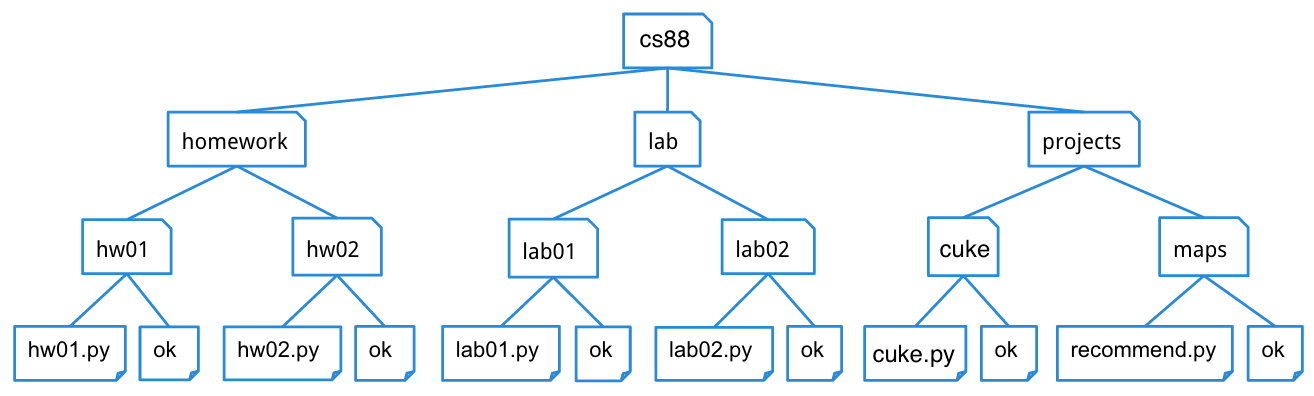 cs88
homework
lab
projects
hw01
hw02
lab01
lab02
cuke
maps
hw01.py
ok
hw02.py
ok
lab01.py
ok
lab02.py
ok
cuke.py
ok
recommend.py
ok